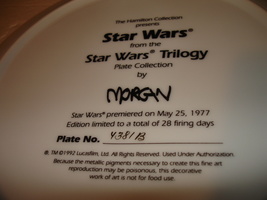 The Hamilton Collection
presents
Star Wars®
from the
Star Wars® Trilogy
Plate Collection
by
MORGAN
Star Wars® premiered on May 25, 1977
Edition limited to a total of 28 firing days
Plate No. 438/B
®, TM ©1992 Lucasfilm, Ltd. All Rights Reserved. Used Under Authorization.
Because the metallic pigments necessary to create this fine art
reproduction may be poisonous, this decorative
work of art is not for food use.